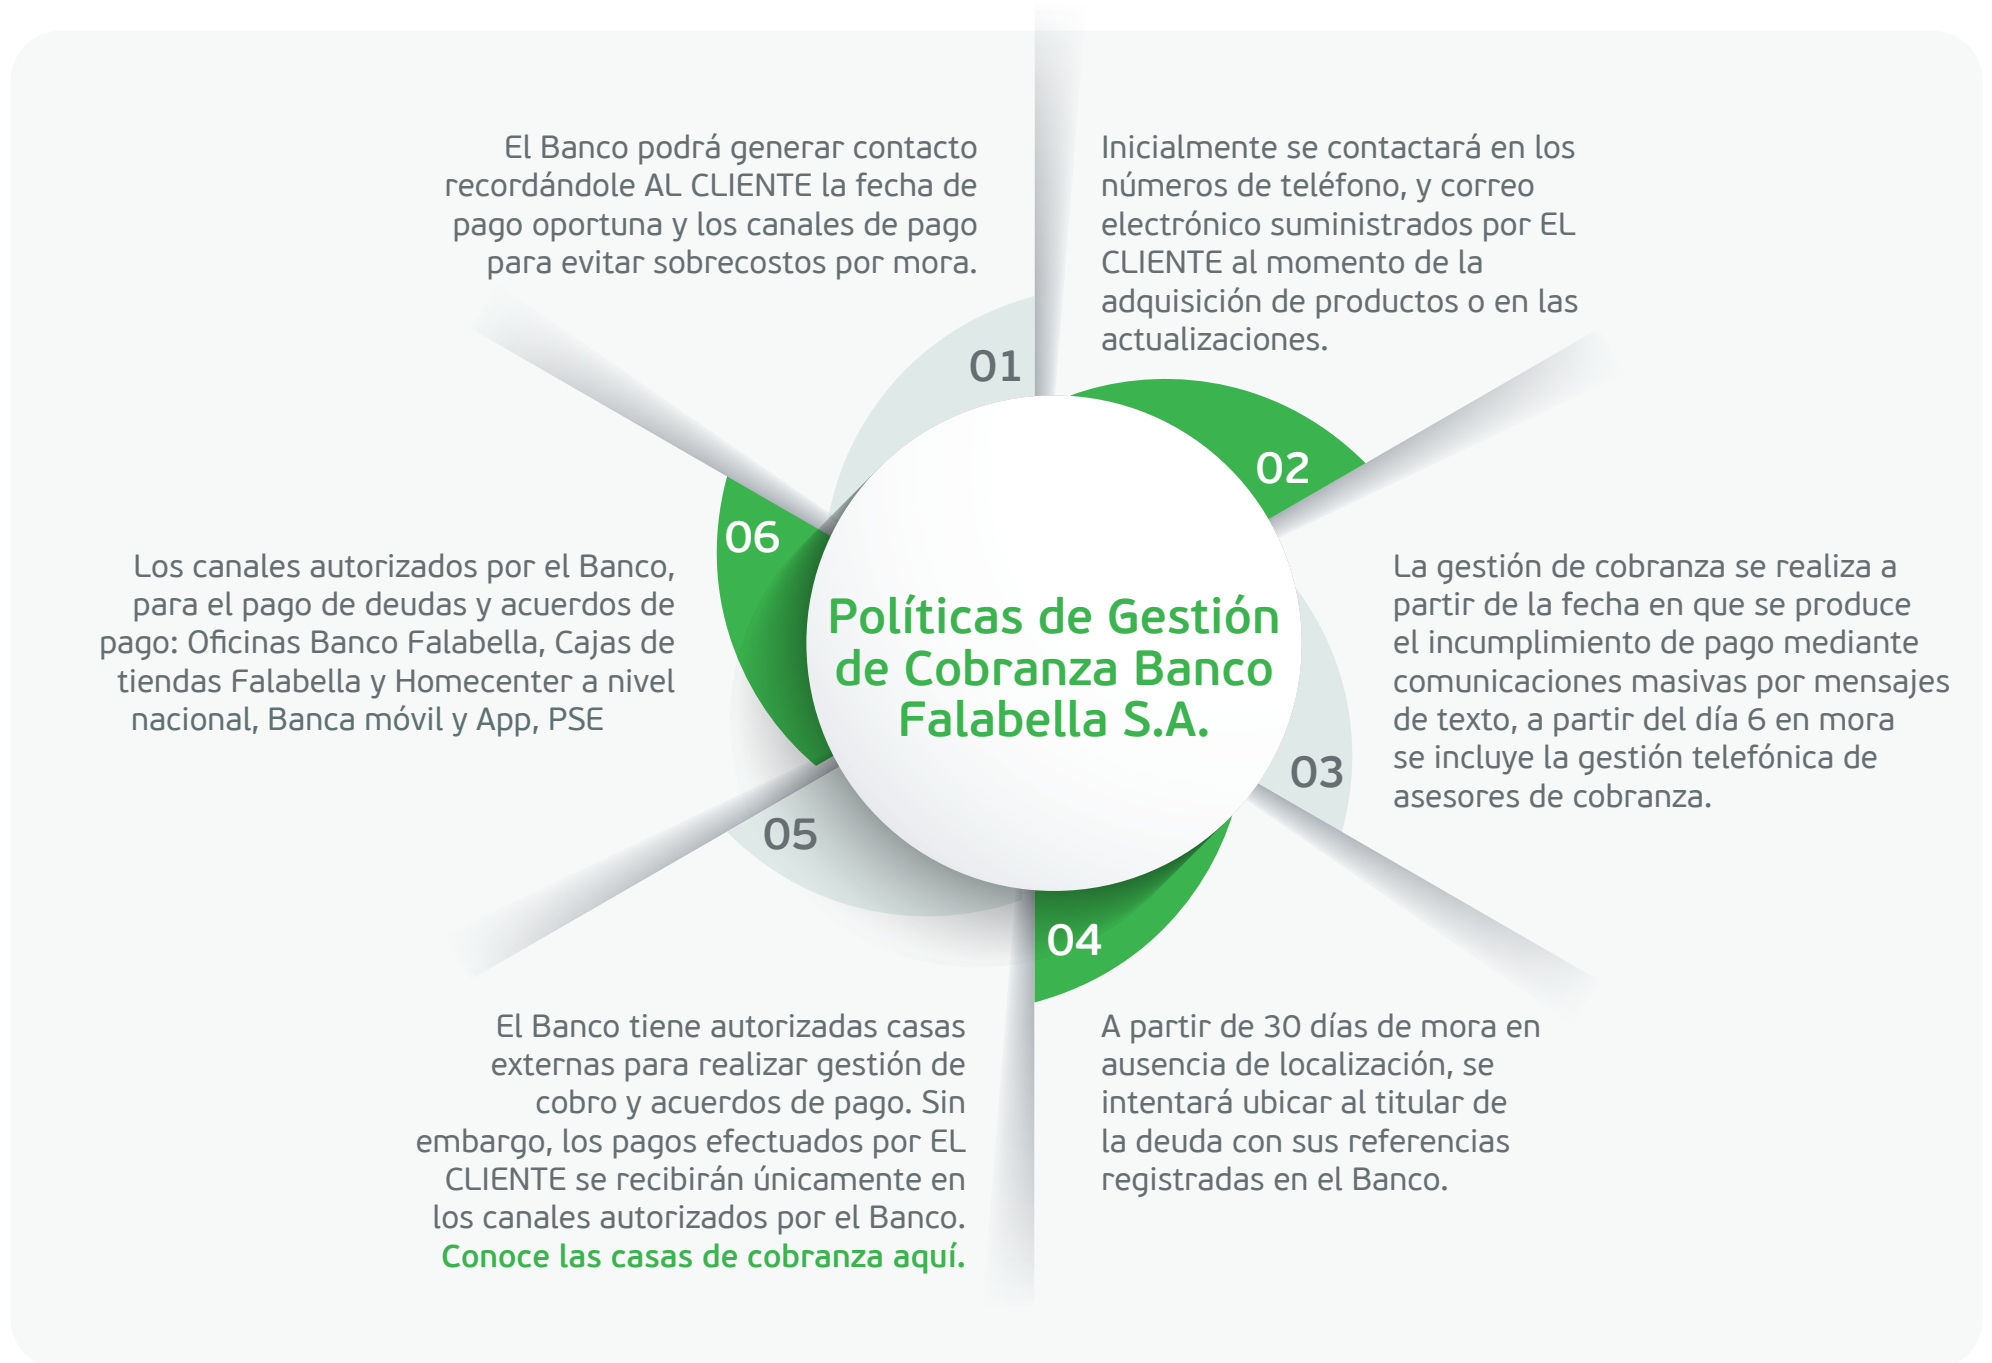 Políticas de Gestión
de Cobranza Banco
Falabella S.A.
01
El Banco podrá generar contacto
recordándole AL CLIENTE la fecha de
pago oportuna y los canales de pago
para evitar sobrecostos por mora.
02
Inicialmente se contactará en los
números de teléfono, y correo
electrónico suministrados por EL
CLIENTE al momento de la
adquisición de productos o en las
actualizaciones.
03
La gestión de cobranza se realiza a
partir de la fecha en que se produce
el incumplimiento de pago mediante
comunicaciones masivas por mensajes
de texto, a partir del día 6 en mora
se incluye la gestión telefónica de
asesores de cobranza.
04
A partir de 30 días de mora en
ausencia de localización, se
intentará ubicar al titular de
la deuda con sus referencias
registradas en el Banco.
05
El Banco tiene autorizadas casas
externas para realizar gestión de
cobro y acuerdos de pago. Sin
embargo, los pagos efectuados por EL
CLIENTE se recibirán únicamente en
los canales autorizados por el Banco.
Conoce las casas de cobranza aquí.
06
Los canales autorizados por el Banco,
para el pago de deudas y acuerdos de
pago: Oficinas Banco Falabella, Cajas de
tiendas Falabella y Homecenter a nivel
nacional, Banca móvil y App, PSE